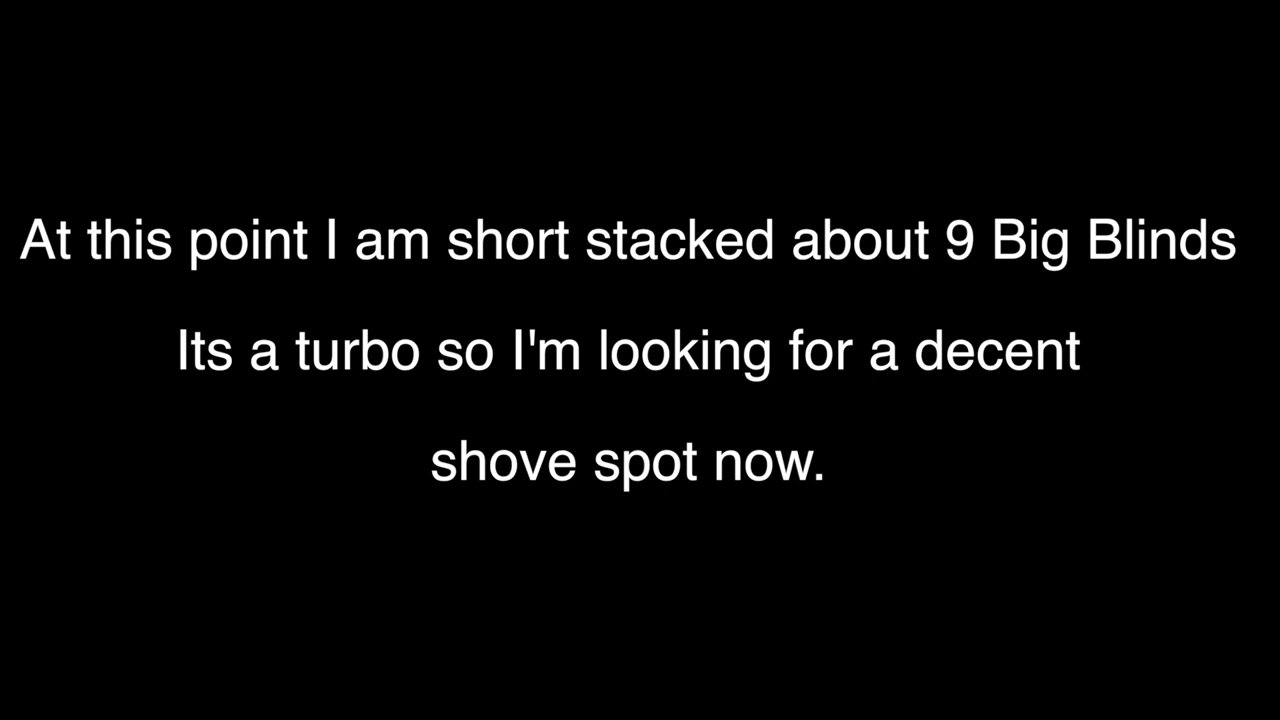 At this point I am short stacked about 9 Big Blinds
Its a turbo so I'm looking for a decent
shove spot now.